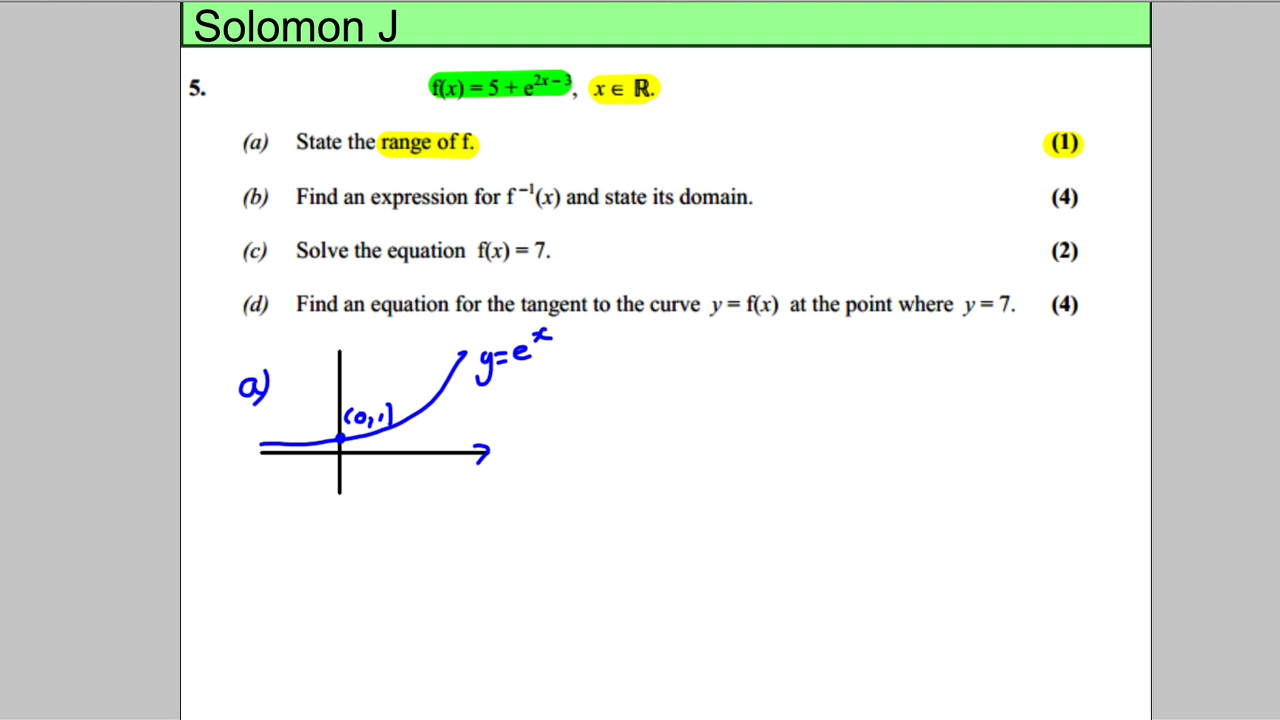 Solomon J
5. f(x) = 5 + e^{2x – 3}, x ∈ ℝ.
(a) State the range of f. (1)
(b) Find an expression for f⁻¹(x) and state its domain. (4)
(c) Solve the equation f(x) = 7. (2)
(d) Find an equation for the tangent to the curve y = f(x) at the point where y = 7. (4)
y=e^x
a)
(0,1)